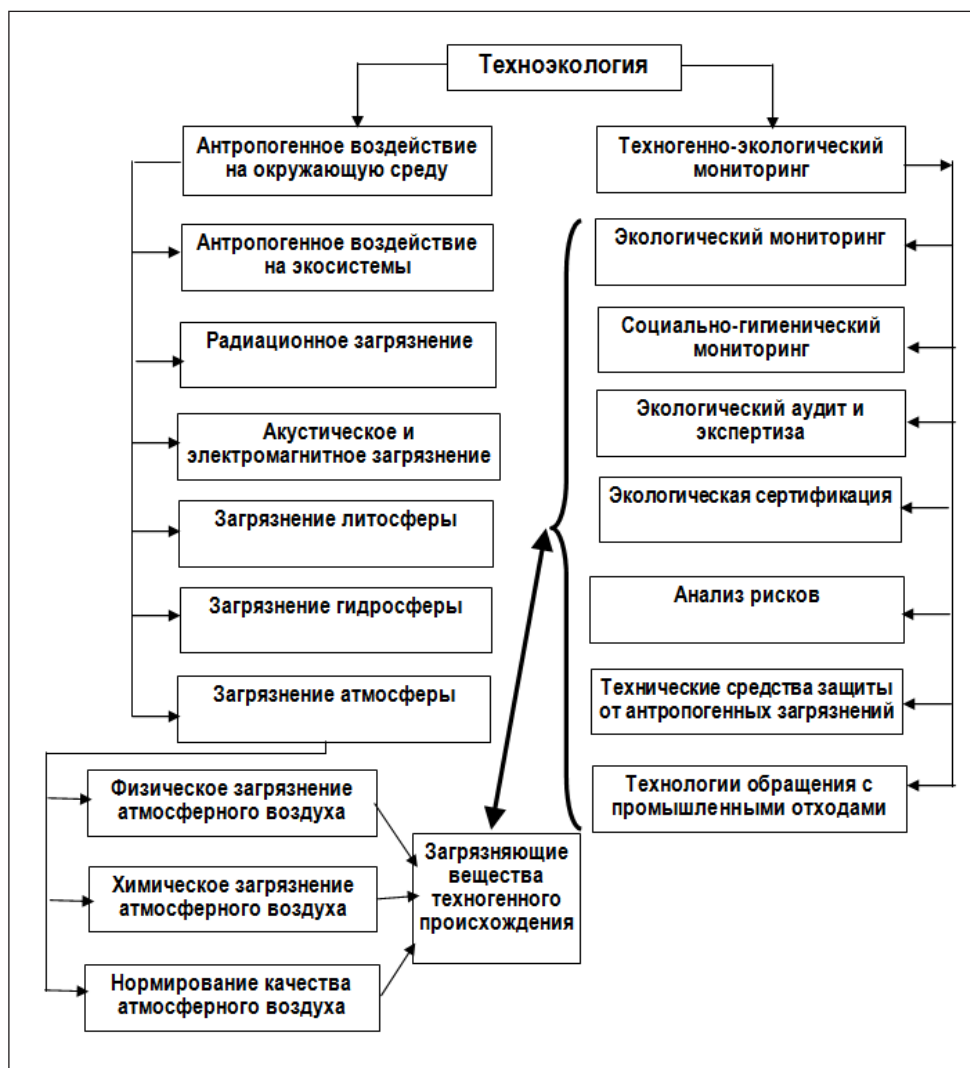 Техноэкология
Антропогенное воздействие
на окружающую среду
Антропогенное воздействие
на экосистемы
Радиационное загрязнение
Акустическое и
электромагнитное загрязнение
Загрязнение литосферы
Загрязнение гидросферы
Загрязнение атмосферы
Физическое загрязнение
атмосферного воздуха
Химическое загрязнение
атмосферного воздуха
Нормирование качества
атмосферного воздуха
Загрязняющие
вещества
техногенного
происхождения
Техногенно-экологический
мониторинг
Экологический мониторинг
Социально-гигиенический
мониторинг
Экологический аудит и
экспертиза
Экологическая сертификация
Анализ рисков
Технические средства защиты
от антропогенных загрязнений
Технологии обращения с
промышленными отходами